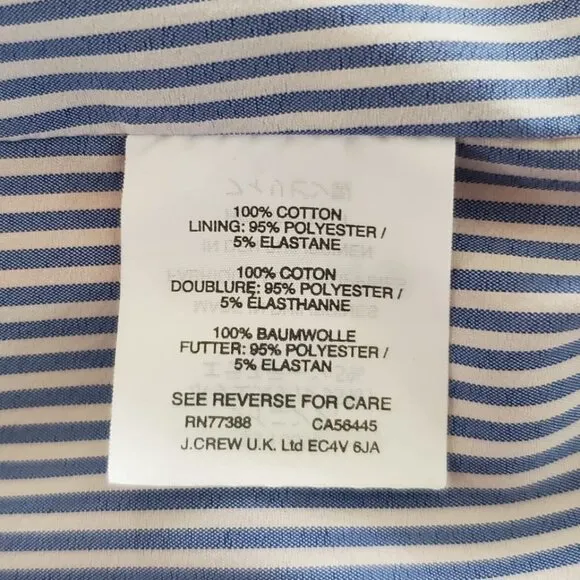 100% COTTON
LINING: 95% POLYESTER /
5% ELASTANE
100% COTON
DOUBLURE: 95% POLYESTER /
5% ÉLASTHANNE
100% BAUMWOLLE
FUTTER: 95% POLYESTER /
5% ELASTAN
SEE REVERSE FOR CARE
RN77388 CA56445
J.CREW U.K. Ltd EC4V 6JA